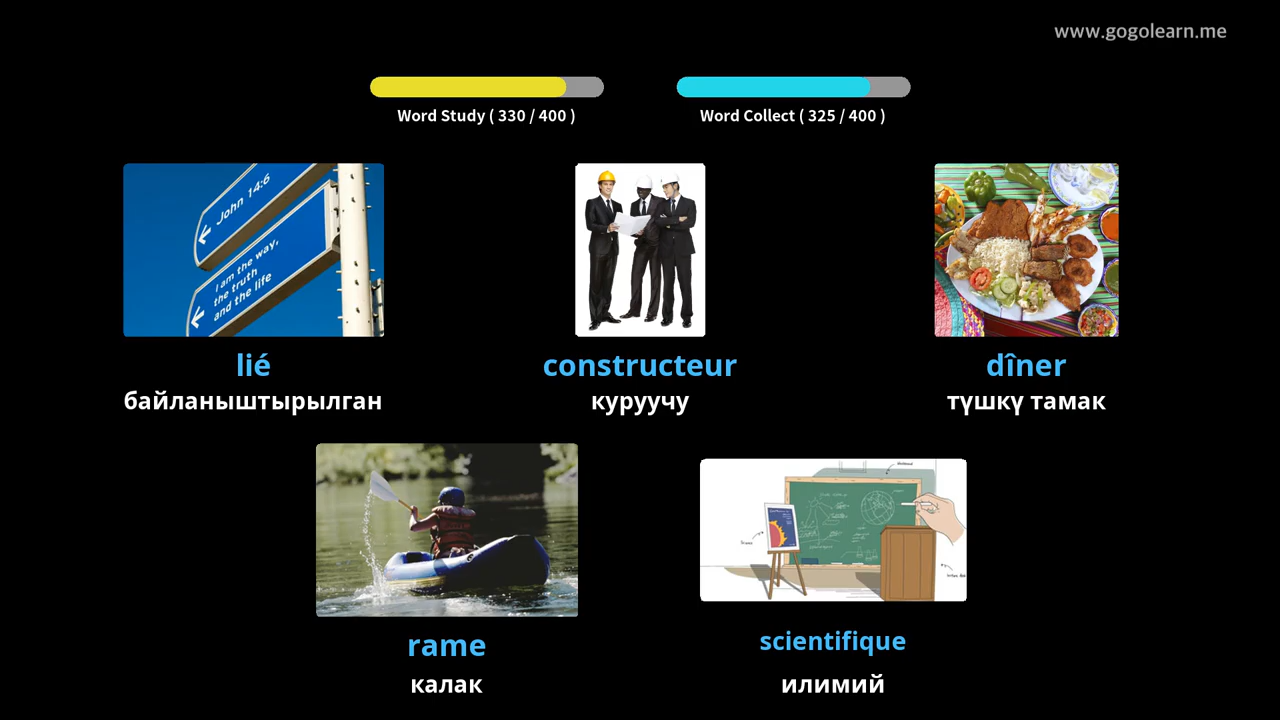 www.gogolearn.me
Word Study ( 330 / 400 )
Word Collect ( 325 / 400 )
John 14:6
I am the way,
the truth
and the life
lié
constructeur
dîner
байланыштырылган
куруучу
түшкү тамак
rame
scientifique
калак
илимий